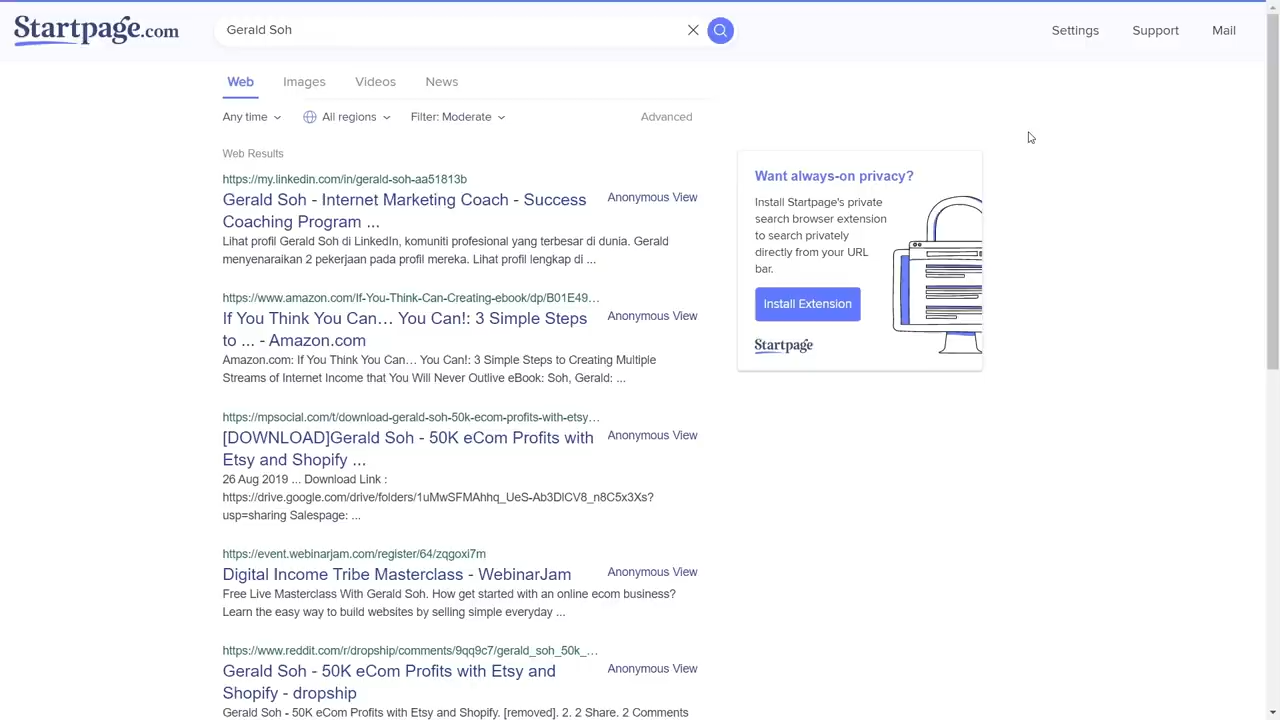 Startpage.com
Gerald Soh
Settings
Support
Mail
Web
Images
Videos
News
Any time
All regions
Filter: Moderate
Advanced
Web Results
https://my.linkedin.com/in/gerald-soh-aa51813b
Gerald Soh - Internet Marketing Coach - Success
Coaching Program ...
Anonymous View
Lihat profil Gerald Soh di LinkedIn, komuniti profesional yang terbesar di dunia. Gerald
menyenaraikan 2 pekerjaan pada profil mereka. Lihat profil lengkap di ...
https://www.amazon.com/If-You-Think-Can-Creating-ebook/dp/B01E49…
If You Think You Can… You Can!: 3 Simple Steps
to ... - Amazon.com
Anonymous View
Amazon.com: If You Think You Can… You Can!: 3 Simple Steps to Creating Multiple
Streams of Internet Income that You Will Never Outlive eBook: Soh, Gerald: ...
https://mpsocial.com/t/download-gerald-soh-50k-ecom-profits-with-etsy…
[DOWNLOAD]Gerald Soh - 50K eCom Profits with
Etsy and Shopify ...
Anonymous View
26 Aug 2019 ... Download Link :
https://drive.google.com/drive/folders/1uMwSFMAhhq_UeS-Ab3DlCV8_n8C5x3Xs?
usp=sharing Salespage: ...
https://event.webinarjam.com/register/64/zqgoxi7m
Digital Income Tribe Masterclass - WebinarJam
Anonymous View
Free Live Masterclass With Gerald Soh. How get started with an online ecom business?
Learn the easy way to build websites by selling simple everyday ...
https://www.reddit.com/r/dropship/comments/9qq9c7/gerald_soh_50k_…
Gerald Soh - 50K eCom Profits with Etsy and
Shopify - dropship
Anonymous View
Gerald Soh - 50K eCom Profits with Etsy and Shopify. [removed]. 2. 2 Share. 2 Comments
Want always-on privacy?
Install Startpage's private
search browser extension
to search privately
directly from your URL
bar.
Install Extension
Startpage